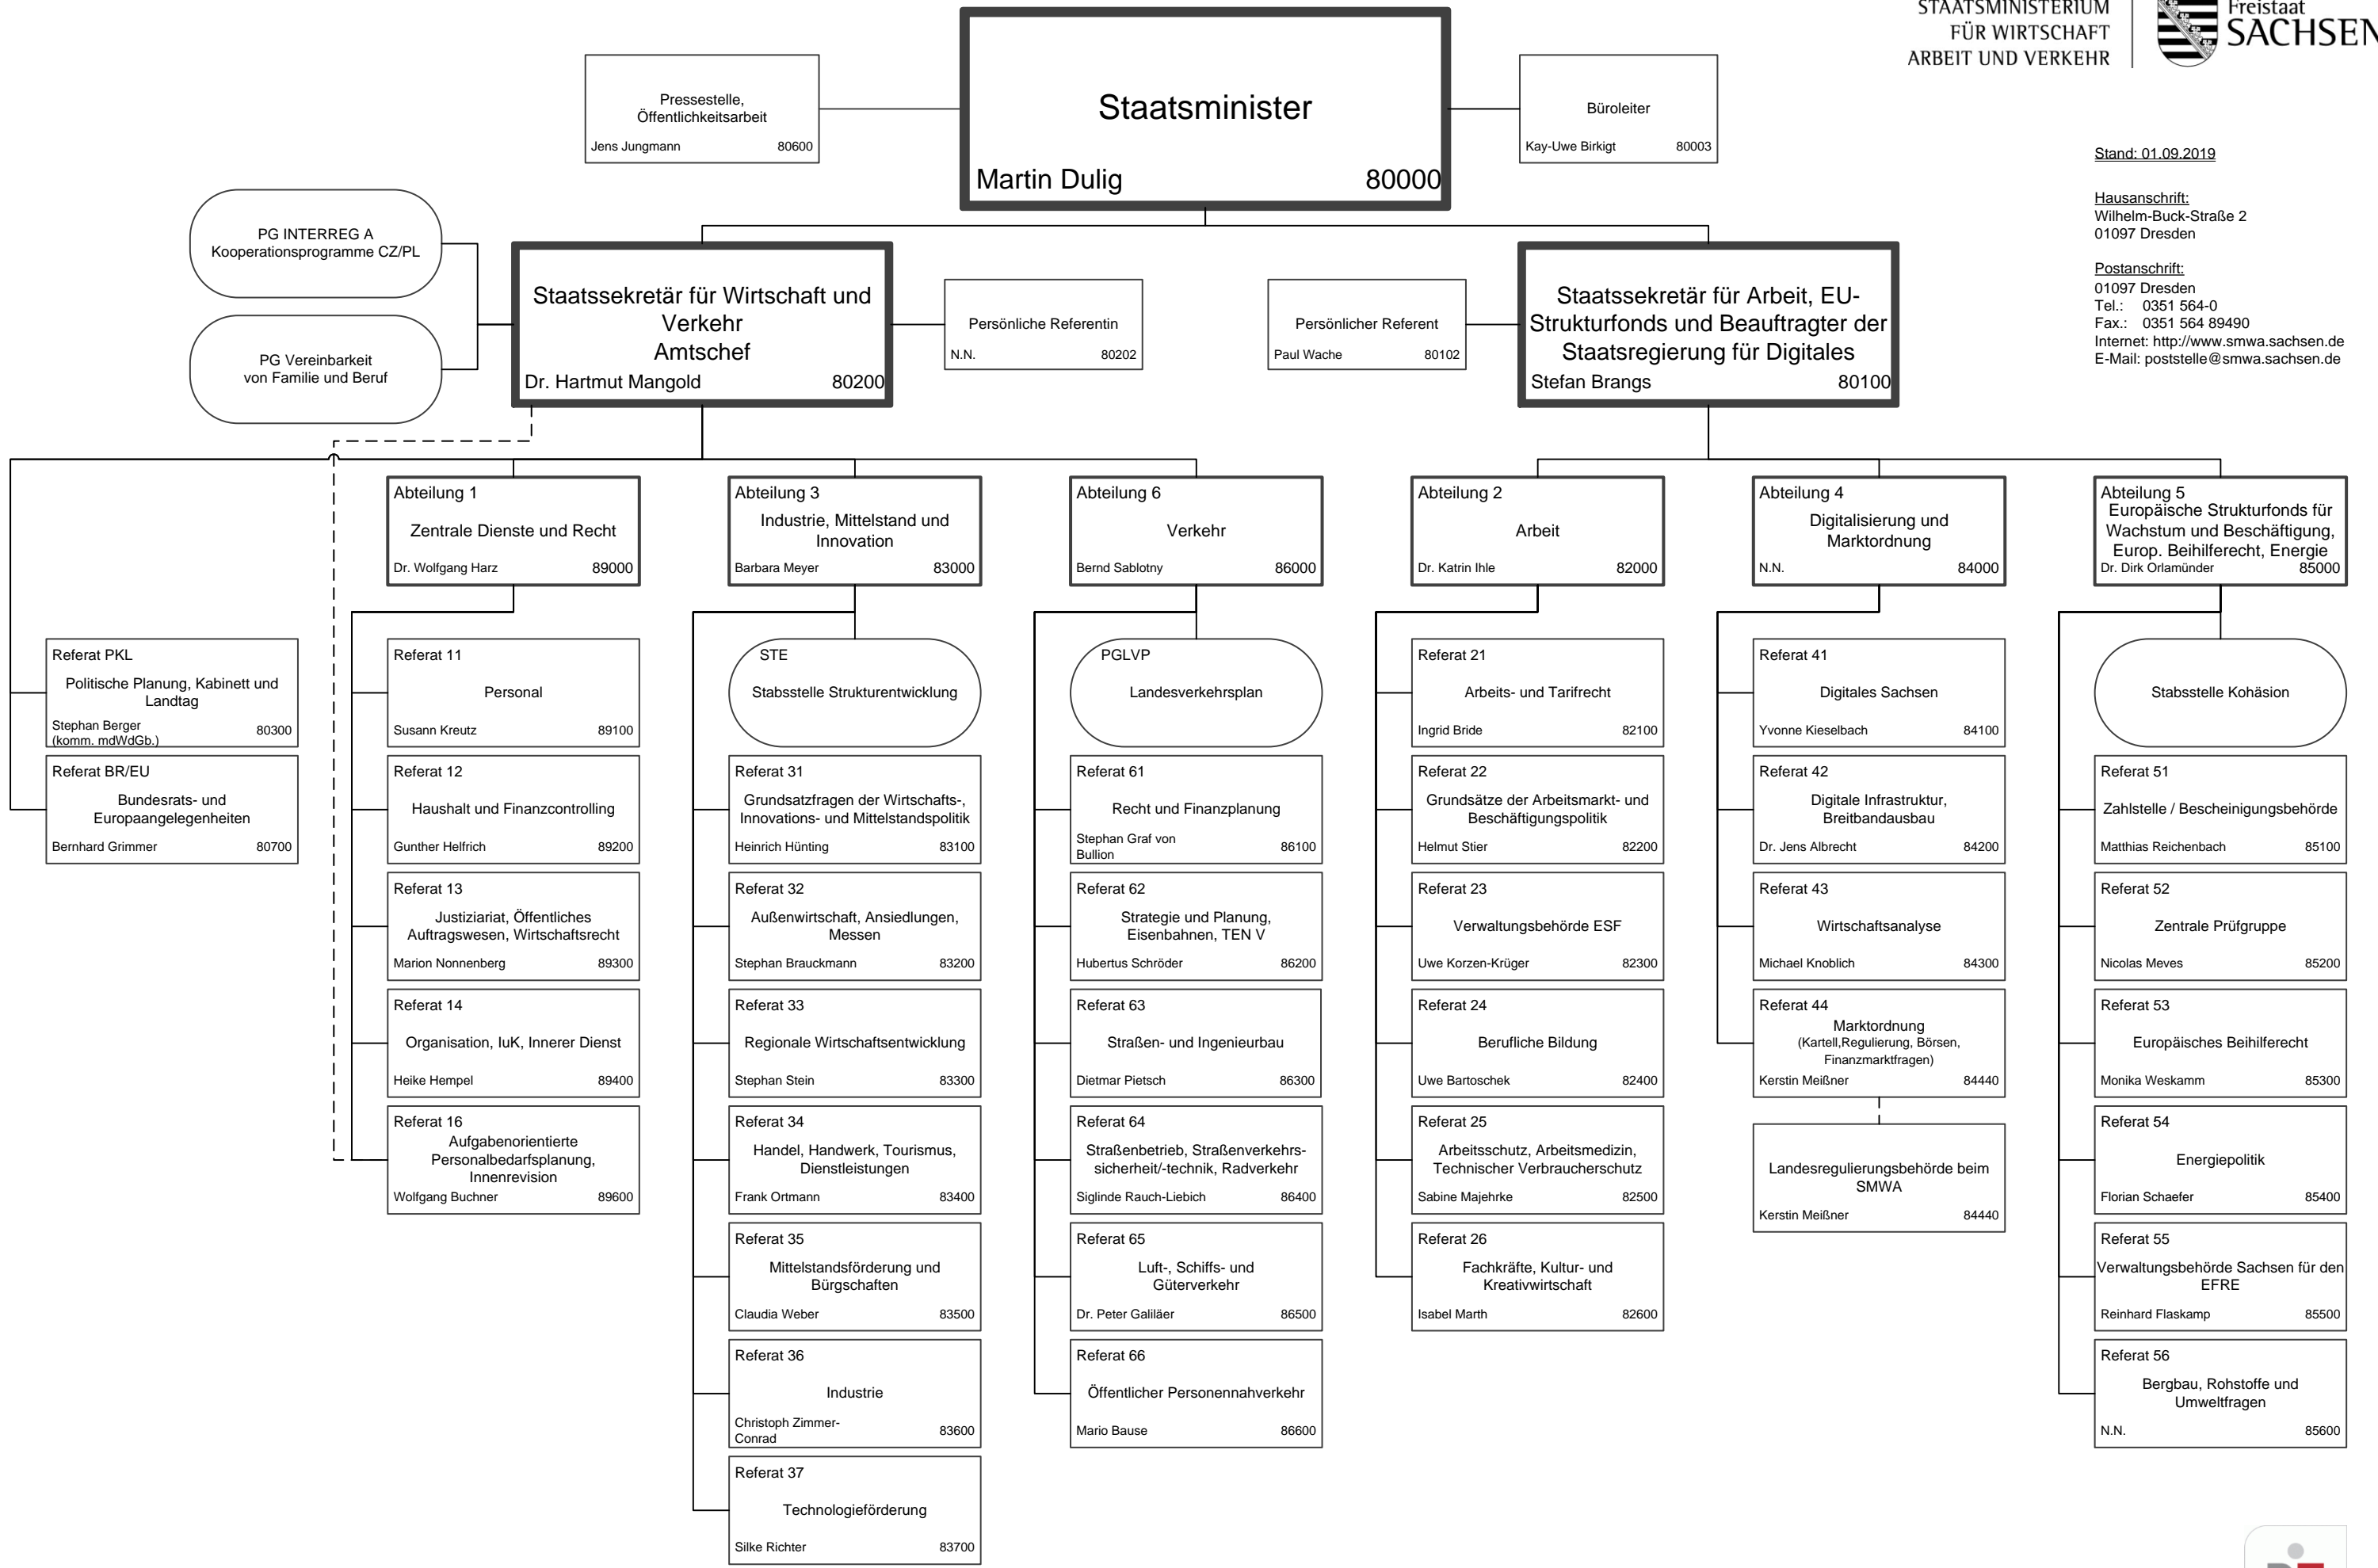 STAATSMINISTERIUM
FÜR WIRTSCHAFT
ARBEIT UND VERKEHR
Freistaat
SACHSEN
Pressestelle,
Öffentlichkeitsarbeit
Jens Jungmann 80600
Staatsminister
Martin Dulig 80000
Büroleiter
Kay-Uwe Birkigt 80003
Stand: 01.09.2019
Hausanschrift:
Wilhelm-Buck-Straße 2
01097 Dresden
Postanschrift:
01097 Dresden
Tel.: 0351 564-0
Fax.: 0351 564 89490
Internet: http://www.smwa.sachsen.de
E-Mail: poststelle@smwa.sachsen.de
PG INTERREG A
Kooperationsprogramme CZ/PL
PG Vereinbarkeit
von Familie und Beruf
Staatssekretär für Wirtschaft und
Verkehr
Amtschef
Dr. Hartmut Mangold 80200
Persönliche Referentin
N.N. 80202
Persönlicher Referent
Paul Wache 80102
Staatssekretär für Arbeit, EU-
Strukturfonds und Beauftragter der
Staatsregierung für Digitales
Stefan Brangs 80100
Referat PKL
Politische Planung, Kabinett und
Landtag
Stephan Berger
(komm. mdWdGb.) 80300
Referat BR/EU
Bundesrats- und
Europaangelegenheiten
Bernhard Grimmer 80700
Abteilung 1
Zentrale Dienste und Recht
Dr. Wolfgang Harz 89000
Referat 11
Personal
Susann Kreutz 89100
Referat 12
Haushalt und Finanzcontrolling
Gunther Helfrich 89200
Referat 13
Justiziariat, Öffentliches
Auftragswesen, Wirtschaftsrecht
Marion Nonnenberg 89300
Referat 14
Organisation, IuK, Innerer Dienst
Heike Hempel 89400
Referat 16
Aufgabenorientierte
Personalbedarfsplanung,
Innenrevision
Wolfgang Buchner 89600
Abteilung 3
Industrie, Mittelstand und
Innovation
Barbara Meyer 83000
STE
Stabsstelle Strukturentwicklung
Referat 31
Grundsatzfragen der Wirtschafts-,
Innovations- und Mittelstandspolitik
Heinrich Hünting 83100
Referat 32
Außenwirtschaft, Ansiedlungen,
Messen
Stephan Brauckmann 83200
Referat 33
Regionale Wirtschaftsentwicklung
Stephan Stein 83300
Referat 34
Handel, Handwerk, Tourismus,
Dienstleistungen
Frank Ortmann 83400
Referat 35
Mittelstandsförderung und
Bürgschaften
Claudia Weber 83500
Referat 36
Industrie
Christoph Zimmer-
Conrad 83600
Referat 37
Technologieförderung
Silke Richter 83700
Abteilung 6
Verkehr
Bernd Sablotny 86000
PGLVP
Landesverkehrsplan
Referat 61
Recht und Finanzplanung
Stephan Graf von
Bullion 86100
Referat 62
Strategie und Planung,
Eisenbahnen, TEN V
Hubertus Schröder 86200
Referat 63
Straßen- und Ingenieurbau
Dietmar Pietsch 86300
Referat 64
Straßenbetrieb, Straßenverkehrs-
sicherheit/-technik, Radverkehr
Siglinde Rauch-Liebich 86400
Referat 65
Luft-, Schiffs- und
Güterverkehr
Dr. Peter Galiläer 86500
Referat 66
Öffentlicher Personennahverkehr
Mario Bause 86600
Abteilung 2
Arbeit
Dr. Katrin Ihle 82000
Referat 21
Arbeits- und Tarifrecht
Ingrid Bride 82100
Referat 22
Grundsätze der Arbeitsmarkt- und
Beschäftigungspolitik
Helmut Stier 82200
Referat 23
Verwaltungsbehörde ESF
Uwe Korzen-Krüger 82300
Referat 24
Berufliche Bildung
Uwe Bartoschek 82400
Referat 25
Arbeitsschutz, Arbeitsmedizin,
Technischer Verbraucherschutz
Sabine Majehrke 82500
Referat 26
Fachkräfte, Kultur- und
Kreativwirtschaft
Isabel Marth 82600
Abteilung 4
Digitalisierung und
Marktordnung
N.N. 84000
Referat 41
Digitales Sachsen
Yvonne Kieselbach 84100
Referat 42
Digitale Infrastruktur,
Breitbandausbau
Dr. Jens Albrecht 84200
Referat 43
Wirtschaftsanalyse
Michael Knoblich 84300
Referat 44
Marktordnung
(Kartell,Regulierung, Börsen,
Finanzmarktfragen)
Kerstin Meißner 84440
Landesregulierungsbehörde beim
SMWA
Kerstin Meißner 84440
Abteilung 5
Europäische Strukturfonds für
Wachstum und Beschäftigung,
Europ. Beihilferecht, Energie
Dr. Dirk Orlamünder 85000
Stabsstelle Kohäsion
Referat 51
Zahlstelle / Bescheinigungsbehörde
Matthias Reichenbach 85100
Referat 52
Zentrale Prüfgruppe
Nicolas Meves 85200
Referat 53
Europäisches Beihilferecht
Monika Weskamm 85300
Referat 54
Energiepolitik
Florian Schaefer 85400
Referat 55
Verwaltungsbehörde Sachsen für den
EFRE
Reinhard Flaskamp 85500
Referat 56
Bergbau, Rohstoffe und
Umweltfragen
N.N. 85600